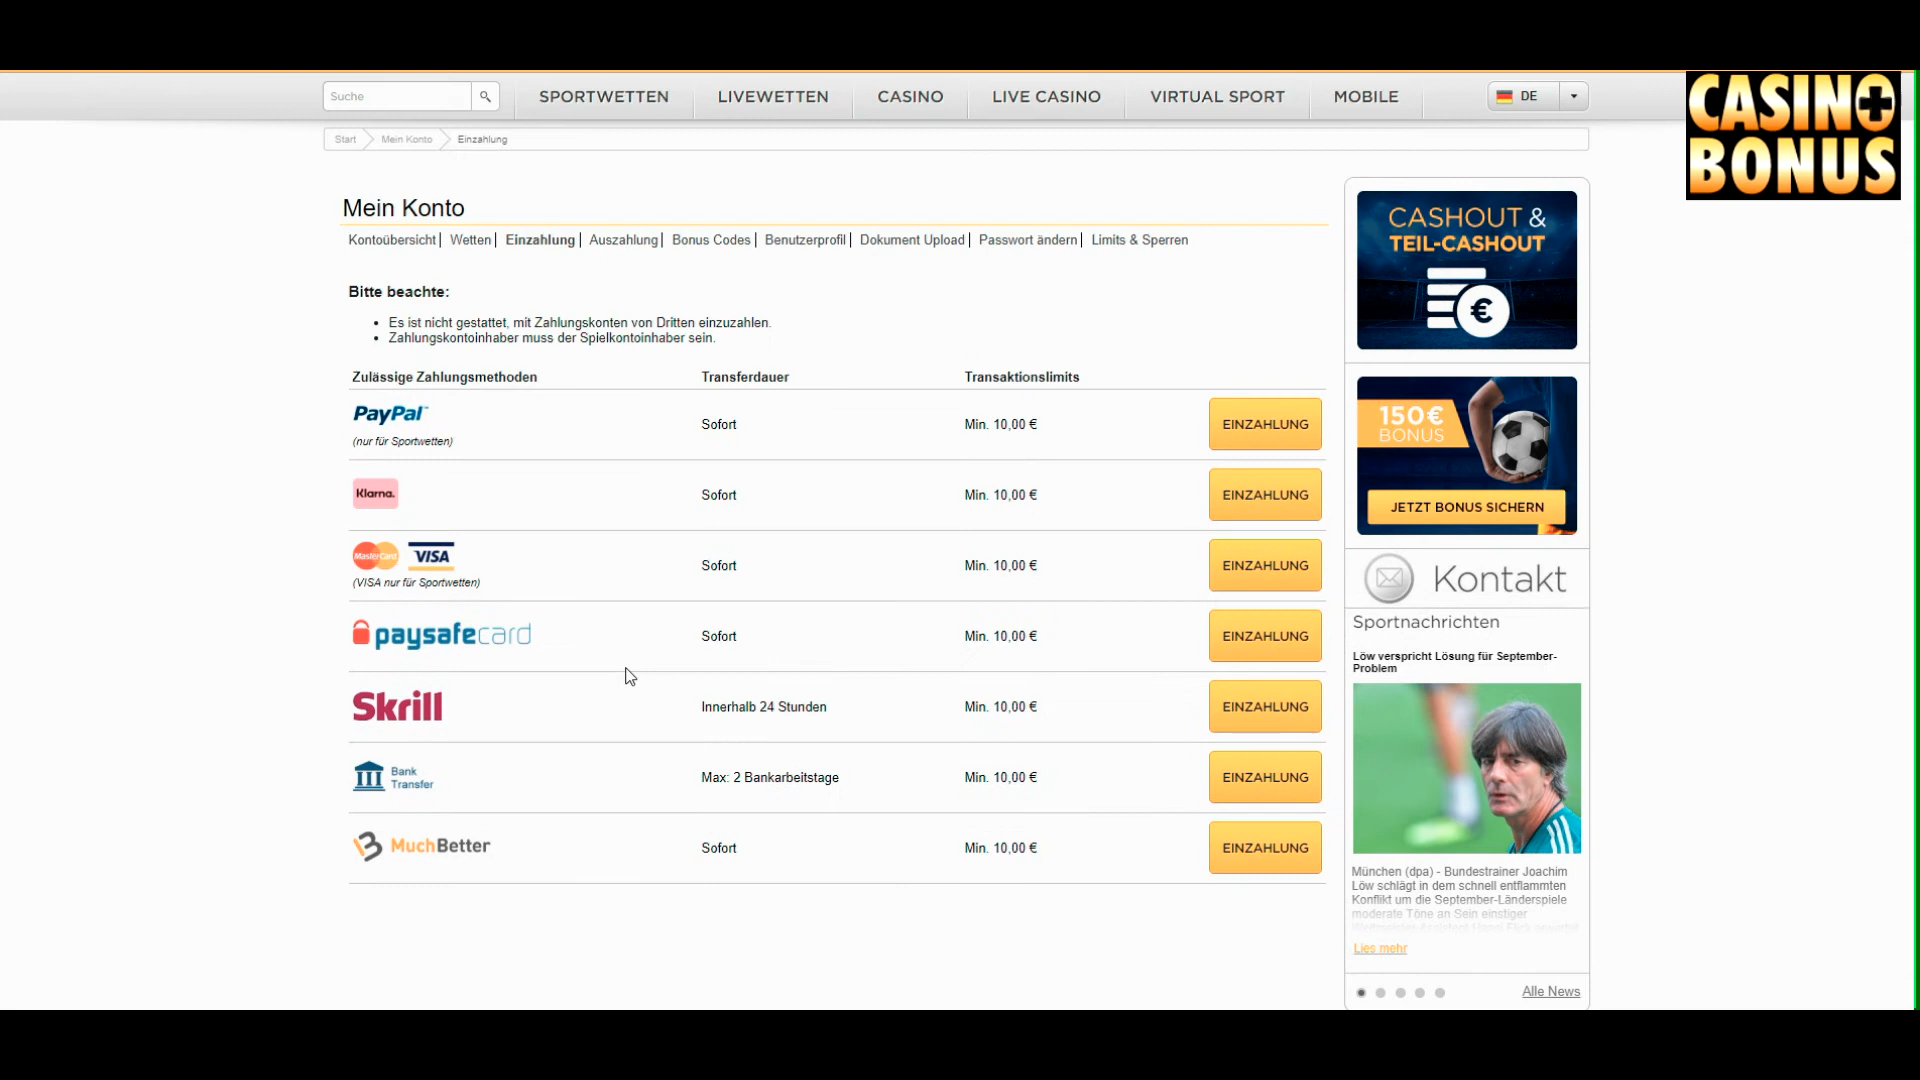 Suche
SPORTWETTEN
LIVEWETTEN
CASINO
LIVE CASINO
VIRTUAL SPORT
MOBILE
DE
CASINO
BONUS
Start
Mein Konto
Einzahlung
Mein Konto
Kontoübersicht| Wetten| Einzahlung | Auszahlung| Bonus Codes| Benutzerprofil| Dokument Upload| Passwort ändern| Limits & Sperren
Bitte beachte:
• Es ist nicht gestattet, mit Zahlungskonten von Dritten einzuzahlen.
• Zahlungskontoinhaber muss der Spielkontoinhaber sein.
Zulässige Zahlungsmethoden Transferdauer Transaktionslimits
PayPal™
(nur für Sportwetten)
Sofort Min. 10,00 € EINZAHLUNG
Klarna. Sofort Min. 10,00 € EINZAHLUNG
MasterCard VISA
(VISA nur für Sportwetten)
Sofort Min. 10,00 € EINZAHLUNG
paysafecard Sofort Min. 10,00 € EINZAHLUNG
Skrill Innerhalb 24 Stunden Min. 10,00 € EINZAHLUNG
Bank
Transfer
Max: 2 Bankarbeitstage Min. 10,00 € EINZAHLUNG
MuchBetter Sofort Min. 10,00 € EINZAHLUNG
CASHOUT &
TEIL-CASHOUT
€
150€
BONUS
JETZT BONUS SICHERN
Kontakt
Sportnachrichten
Löw verspricht Lösung für September-
Problem
München (dpa) - Bundestrainer Joachim
Löw schlägt in dem schnell entflammten
Konflikt um die September-Länderspiele
moderate Töne an Sein einstiger
Lies mehr
Alle News